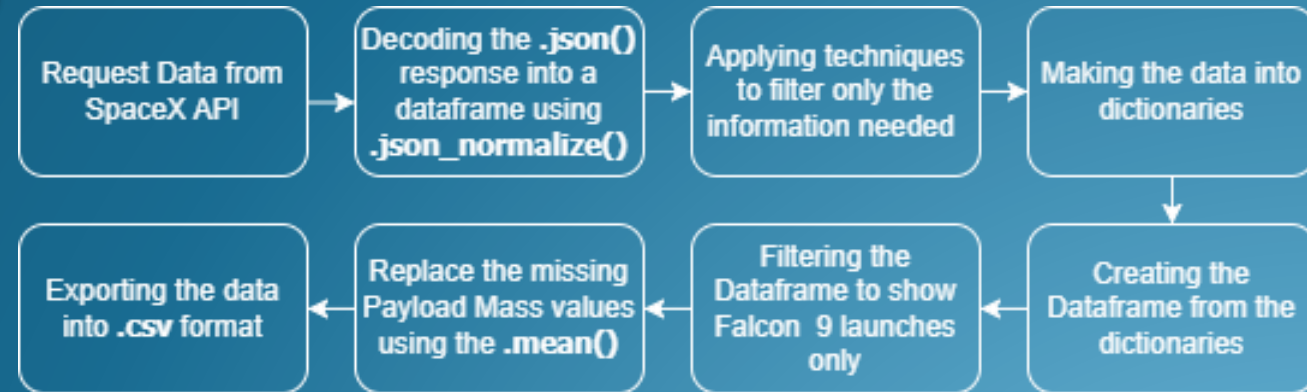 Request Data from
SpaceX API
Decoding the .json()
response into a
dataframe using
.json_normalize()
Applying techniques
to filter only the
information needed
Making the data into
dictionaries
Creating the
Dataframe from the
dictionaries
Filtering the
Dataframe to show
Falcon 9 launches
only
Replace the missing
Payload Mass values
using the .mean()
Exporting the data
into .csv format